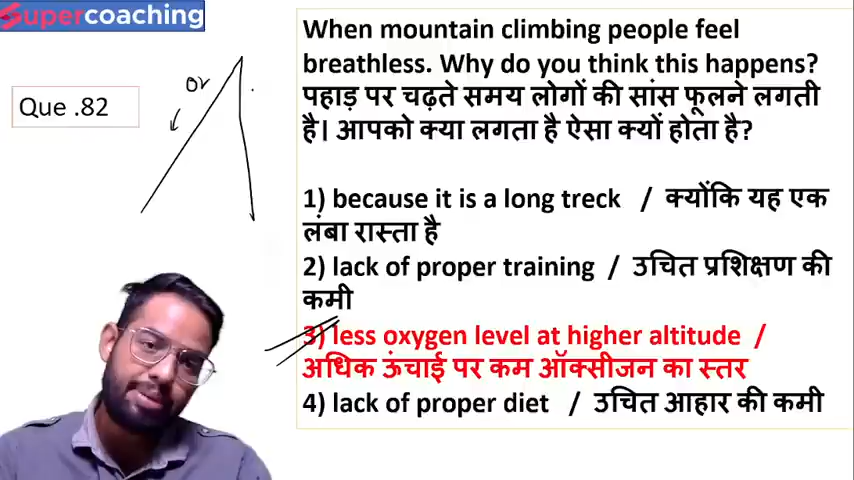 Supercoaching
When mountain climbing people feel
breathless. Why do you think this happens?
पहाड़ पर चढ़ते समय लोगों की सांस फूलने लगती
है। आपको क्या लगता है ऐसा क्यों होता है?
Que .82
or
1) because it is a long treck / क्योंकि यह एक
लंबा रास्ता है
2) lack of proper training / उचित प्रशिक्षण की
कमी
3) less oxygen level at higher altitude /
अधिक ऊंचाई पर कम ऑक्सीजन का स्तर
4) lack of proper diet / उचित आहार की कमी